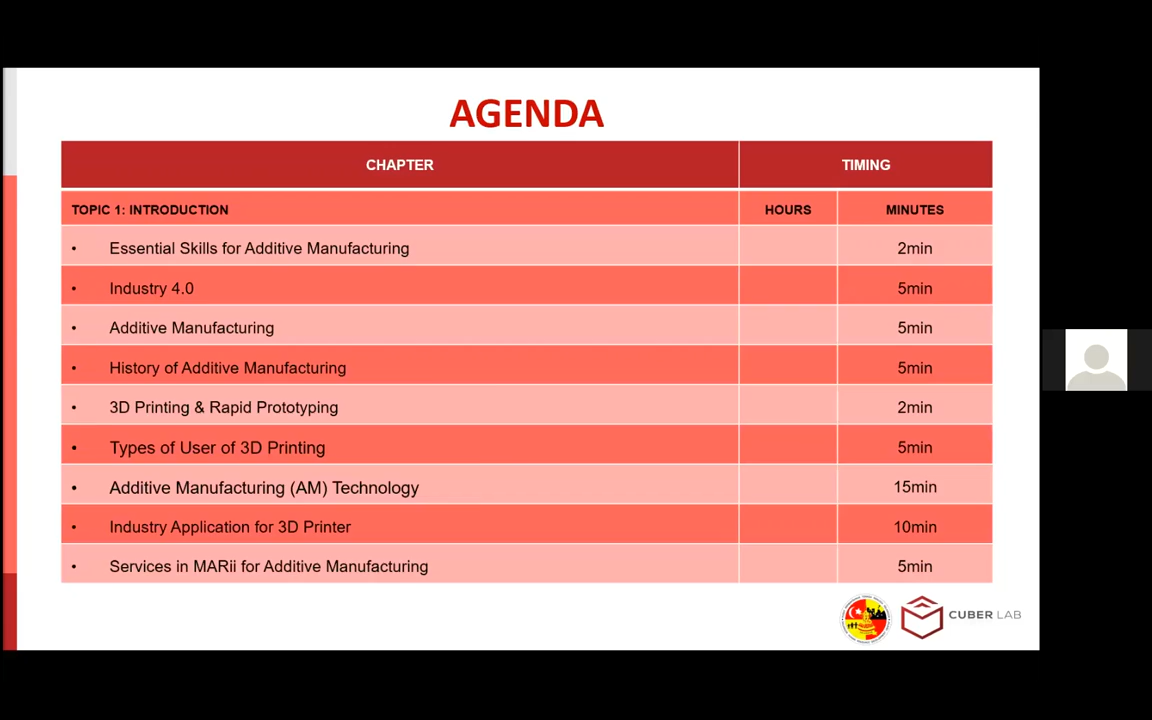 AGENDA
CHAPTER TIMING
TOPIC 1: INTRODUCTION HOURS MINUTES
• Essential Skills for Additive Manufacturing 2min
• Industry 4.0 5min
• Additive Manufacturing 5min
• History of Additive Manufacturing 5min
• 3D Printing & Rapid Prototyping 2min
• Types of User of 3D Printing 5min
• Additive Manufacturing (AM) Technology 15min
• Industry Application for 3D Printer 10min
• Services in MARii for Additive Manufacturing 5min
CUBER LAB